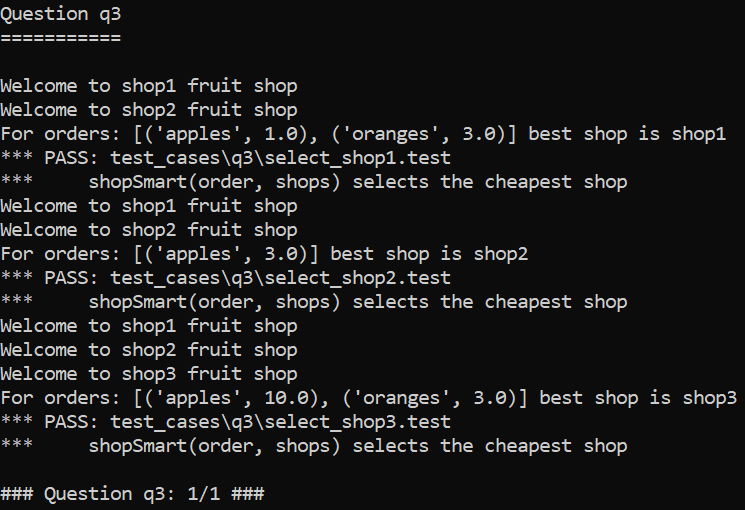 Question q3
===========
Welcome to shop1 fruit shop
Welcome to shop2 fruit shop
For orders: [('apples', 1.0), ('oranges', 3.0)] best shop is shop1
*** PASS: test_cases\q3\select_shop1.test
***     shopSmart(order, shops) selects the cheapest shop
Welcome to shop1 fruit shop
Welcome to shop2 fruit shop
For orders: [('apples', 3.0)] best shop is shop2
*** PASS: test_cases\q3\select_shop2.test
***     shopSmart(order, shops) selects the cheapest shop
Welcome to shop1 fruit shop
Welcome to shop2 fruit shop
Welcome to shop3 fruit shop
For orders: [('apples', 10.0), ('oranges', 3.0)] best shop is shop3
*** PASS: test_cases\q3\select_shop3.test
***     shopSmart(order, shops) selects the cheapest shop
### Question q3: 1/1 ###